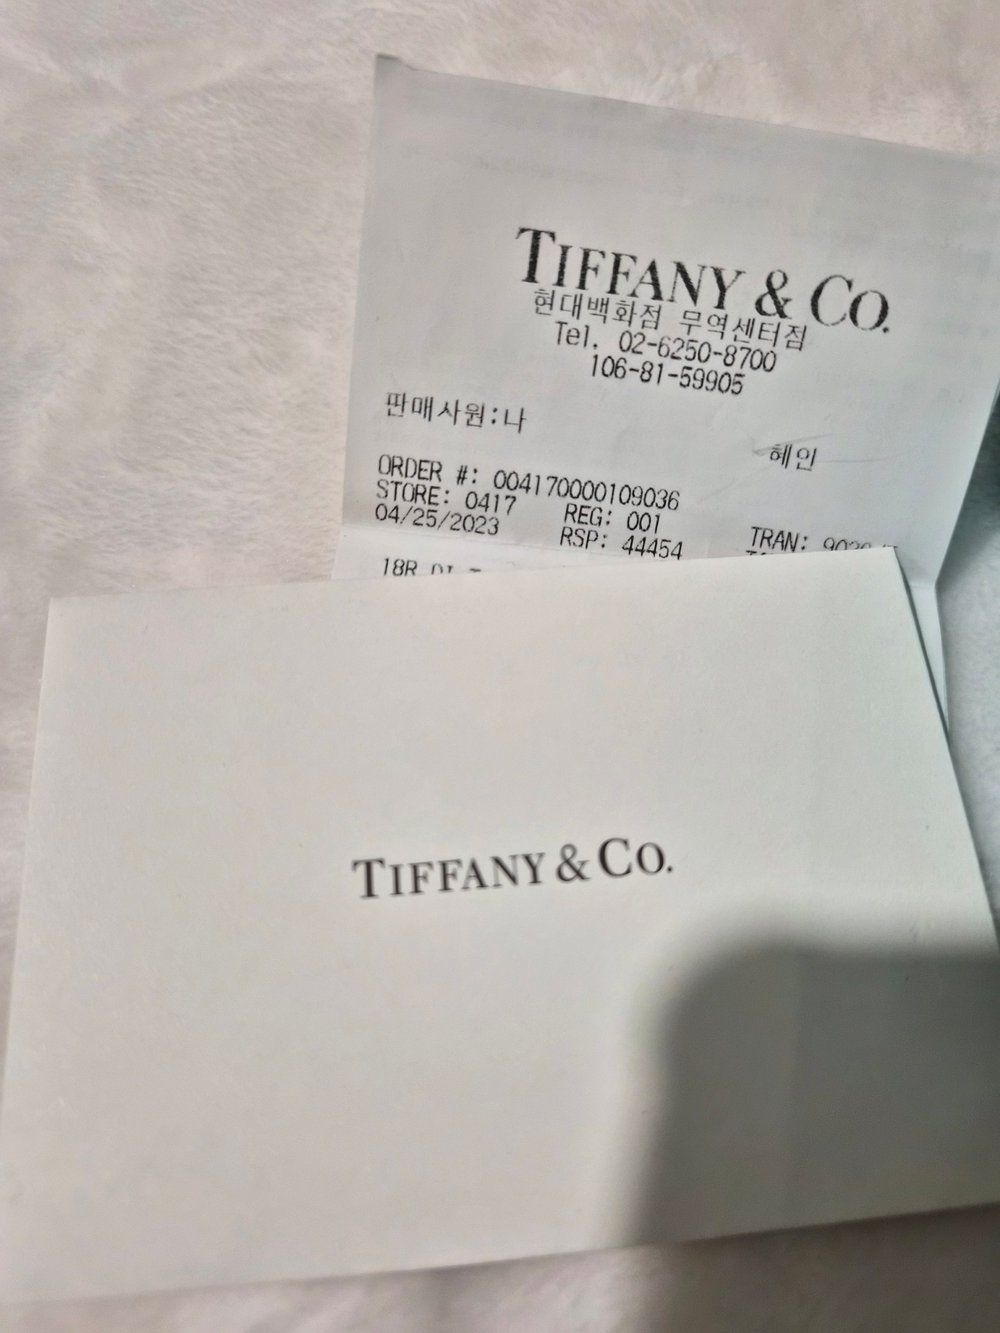 TIFFANY & CO.
현대백화점 무역센터점
Tel. 02-6250-8700
106-81-59905
판매사원:나
혜인
ORDER #: 004170000109036
STORE: 0417 REG: 001 TRAN:
04/25/2023 RSP: 44454
18R
TIFFANY & CO.